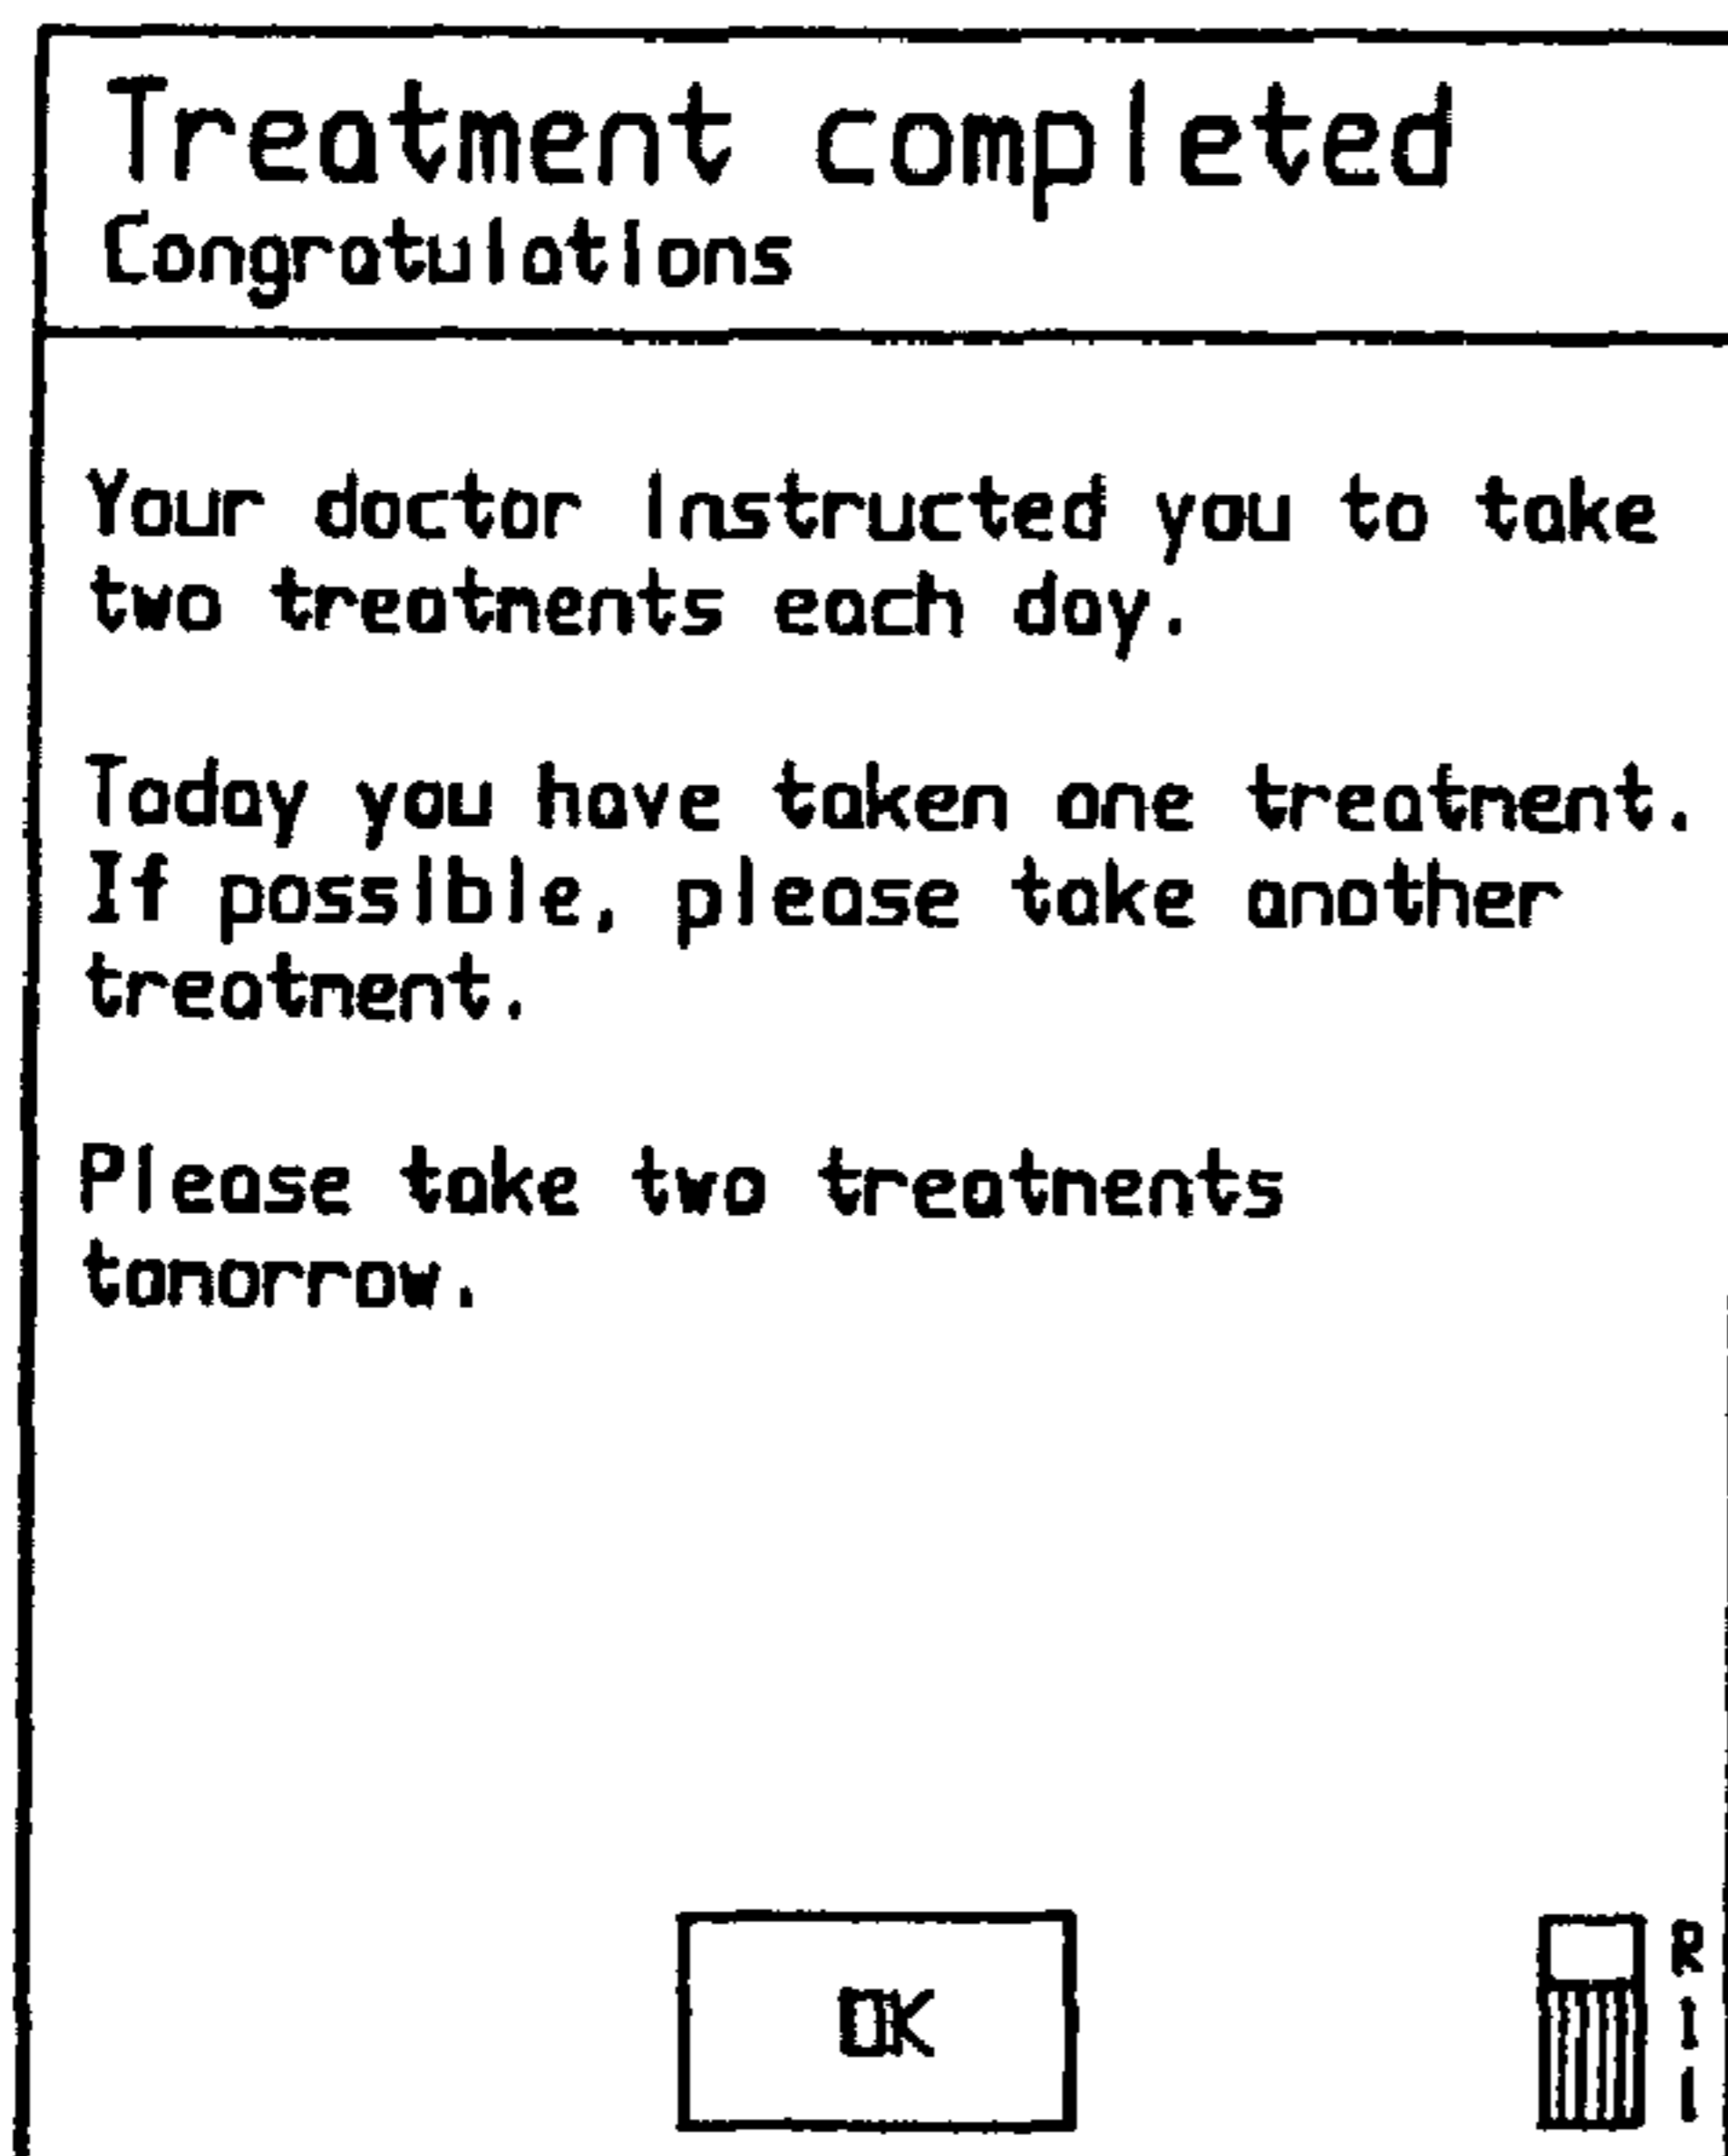 Treatment completed
Congratulations
Your doctor instructed you to take
two treatments each day.
Today you have taken one treatment.
If possible, please take another
treatment.
Please take two treatments
tomorrow.
OK